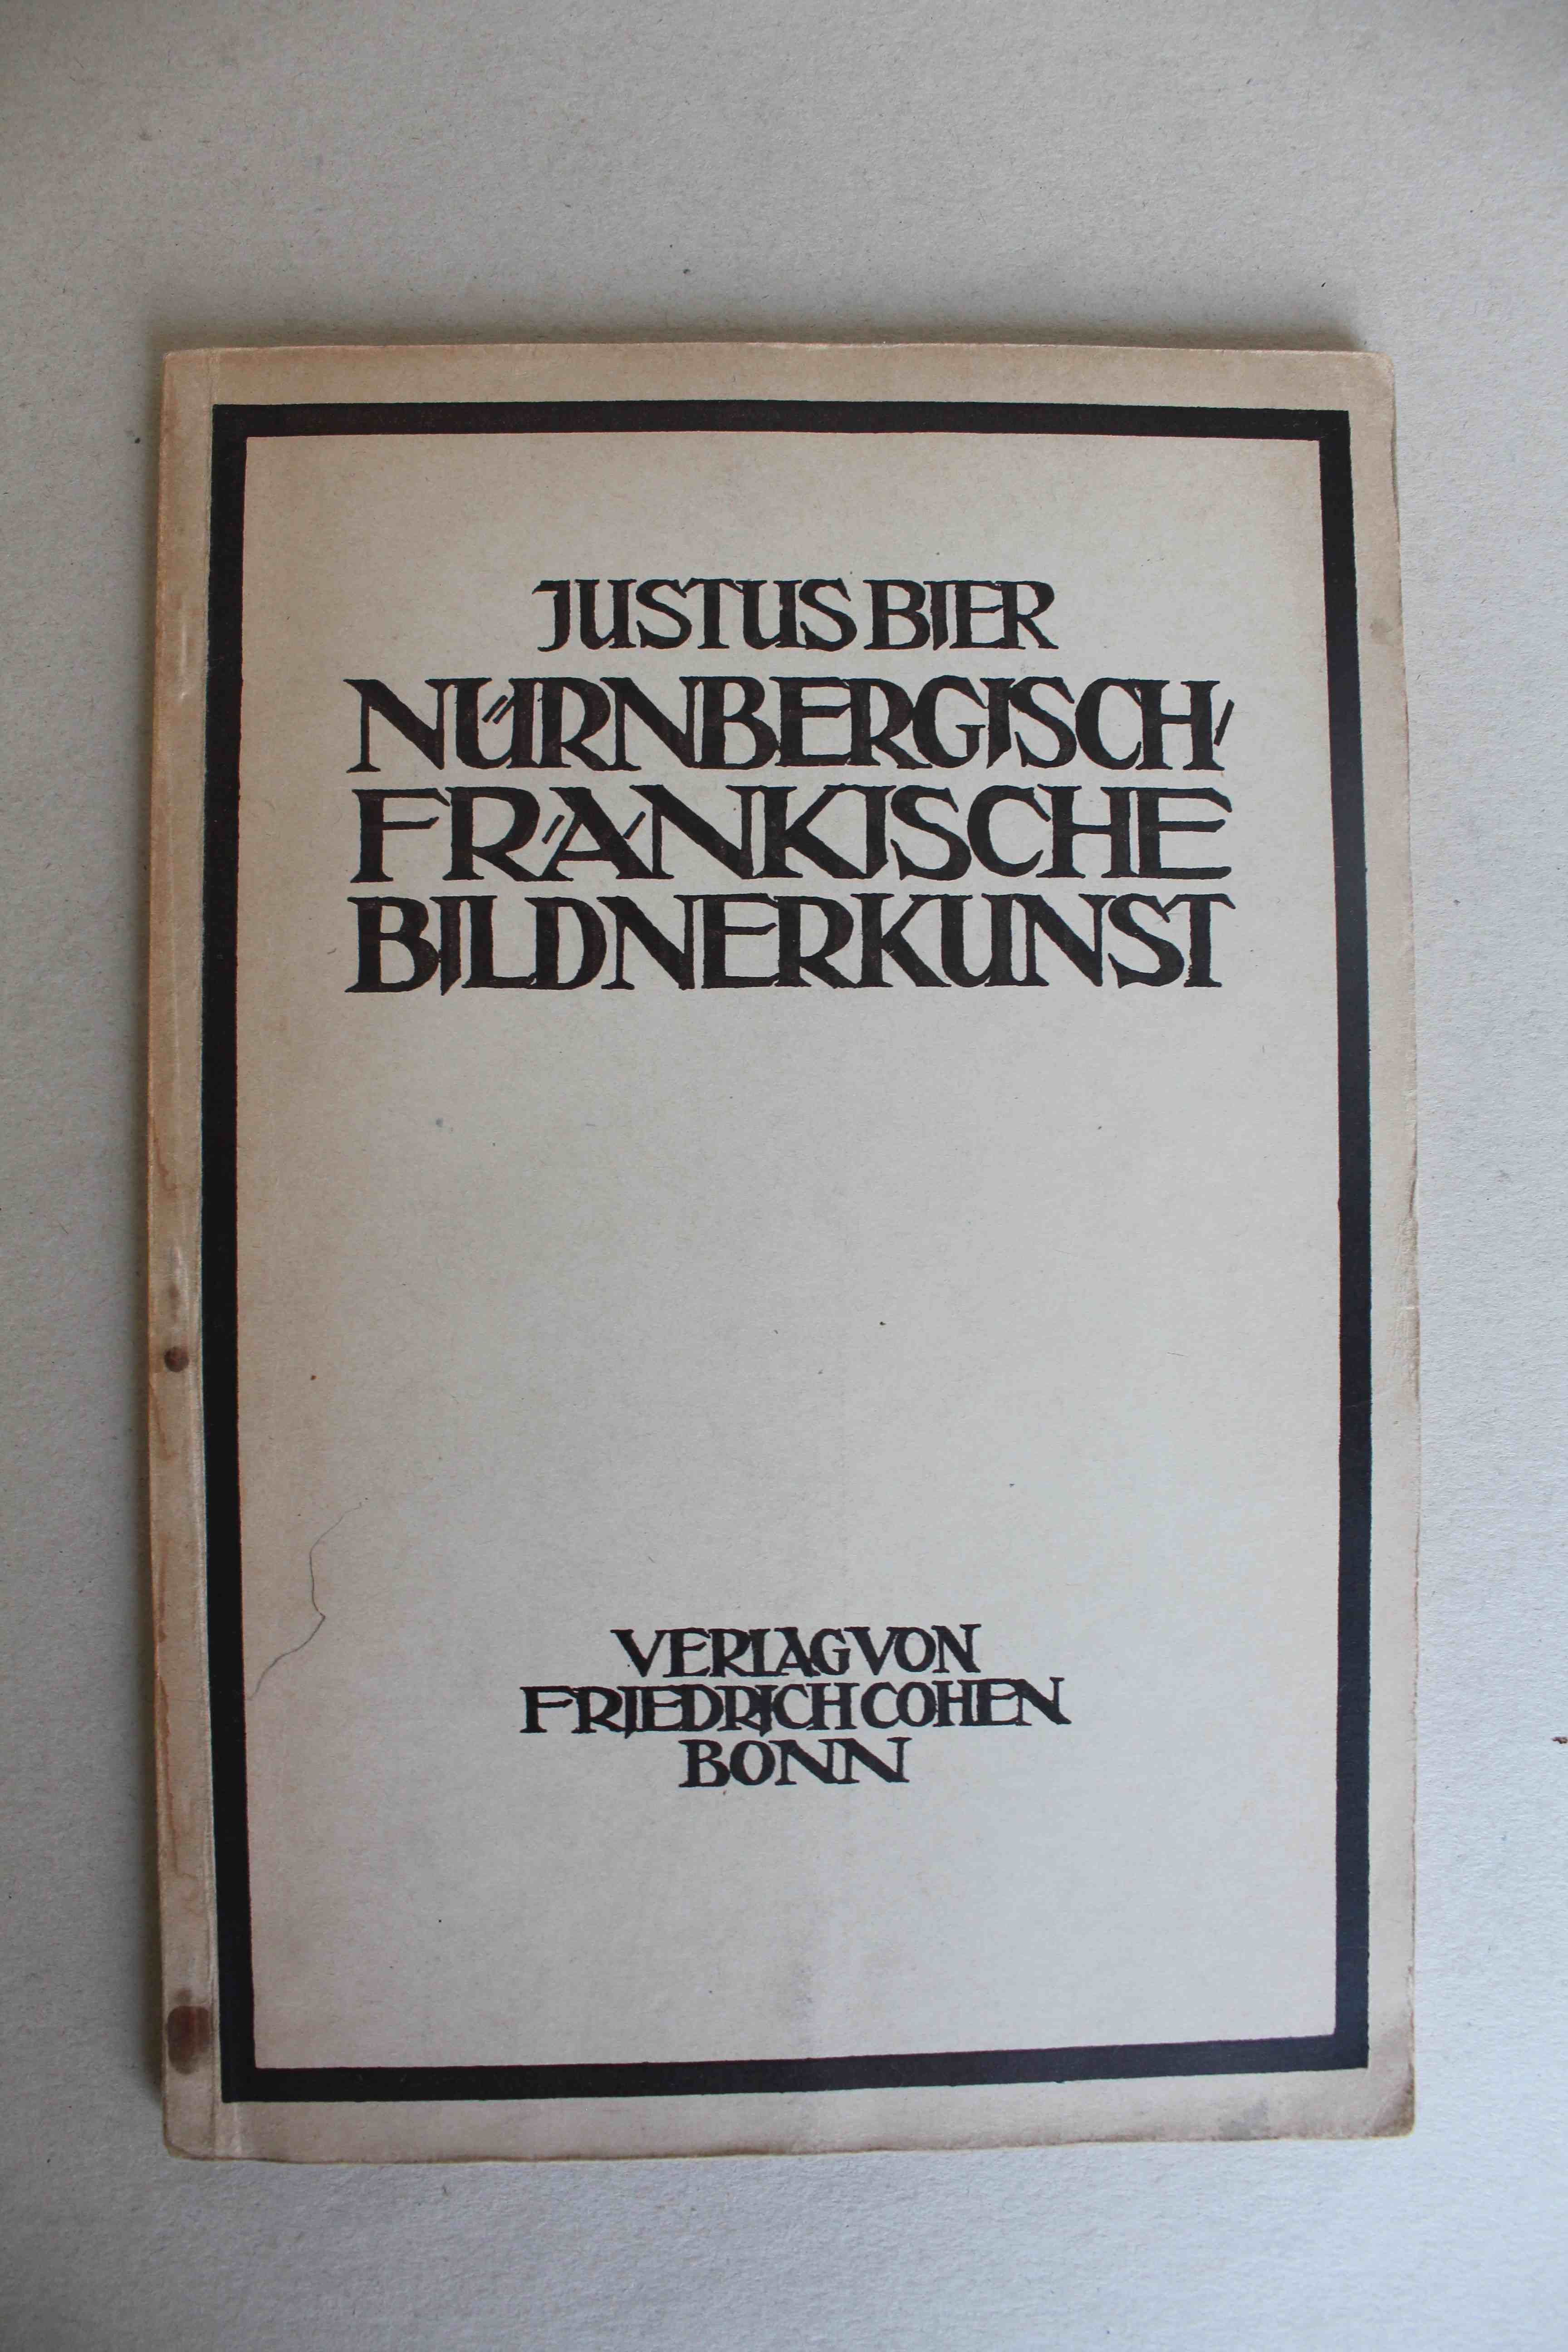 JUSTUS BIER
NÜRNBERGISCH/
FRÄNKISCHE
BILDNERKUNST
VERLAG VON
FRIEDRICH COHEN
BONN